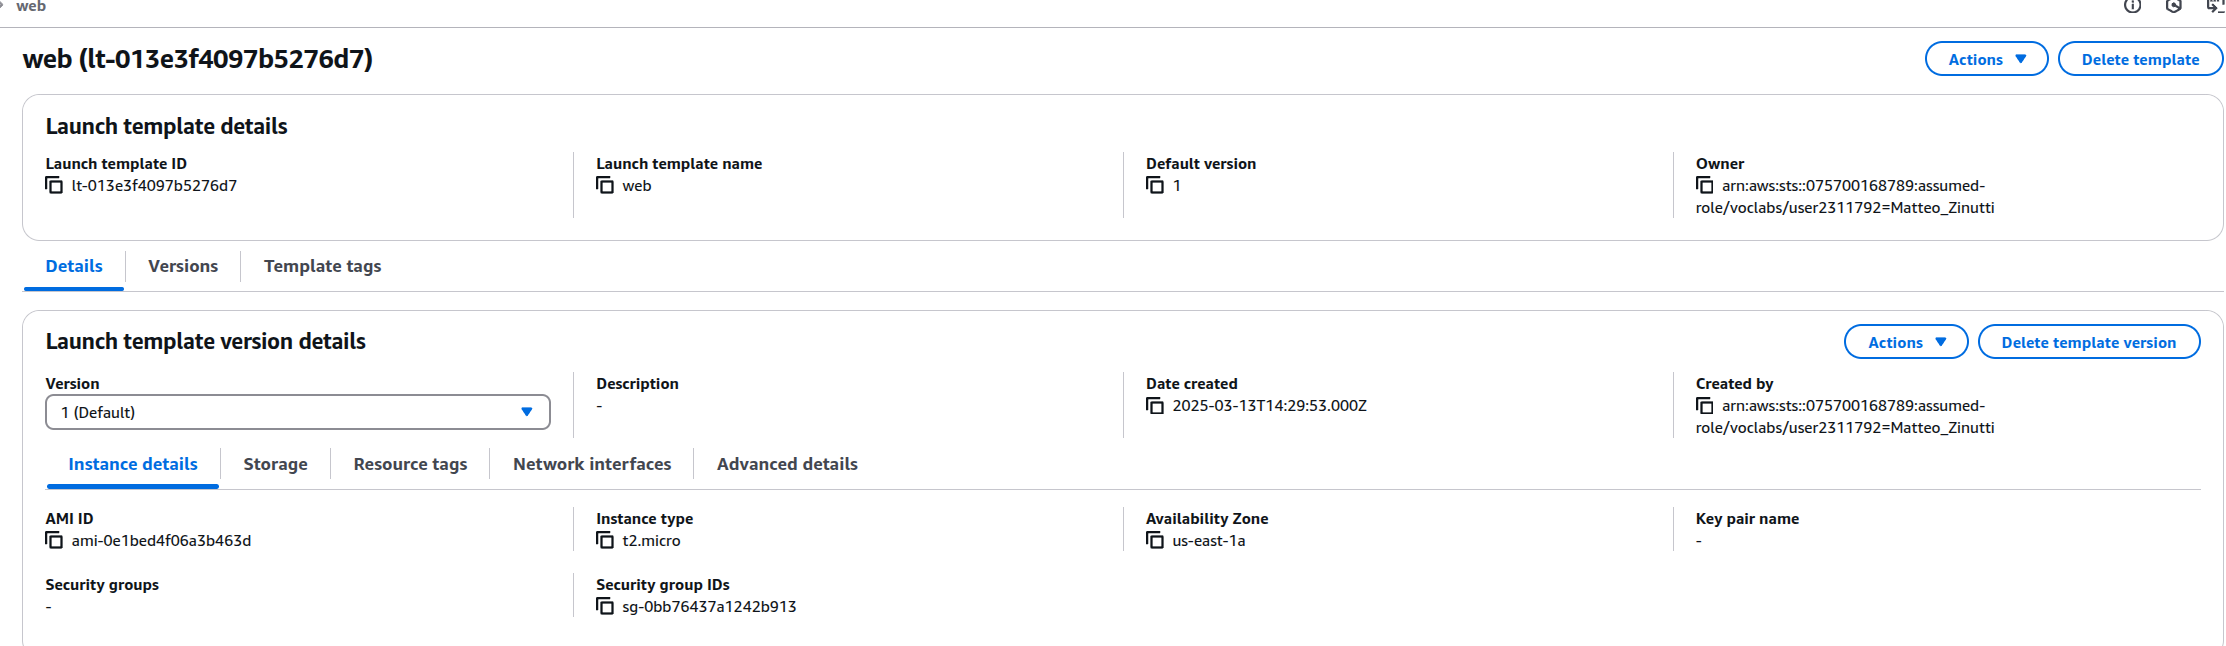 web
web (lt-013e3f4097b5276d7)
Actions
Delete template
Launch template details
Launch template ID
lt-013e3f4097b5276d7
Launch template name
web
Default version
1
Owner
arn:aws:sts::075700168789:assumed-
role/voclabs/user2311792=Matteo_Zinutti
Details
Versions
Template tags
Launch template version details
Actions
Delete template version
Version
1 (Default)
Description
-
Date created
2025-03-13T14:29:53.000Z
Created by
arn:aws:sts::075700168789:assumed-
role/voclabs/user2311792=Matteo_Zinutti
Instance details
Storage
Resource tags
Network interfaces
Advanced details
AMI ID
ami-0e1bed4f06a3b463d
Instance type
t2.micro
Availability Zone
us-east-1a
Key pair name
-
Security groups
-
Security group IDs
sg-0bb76437a1242b913